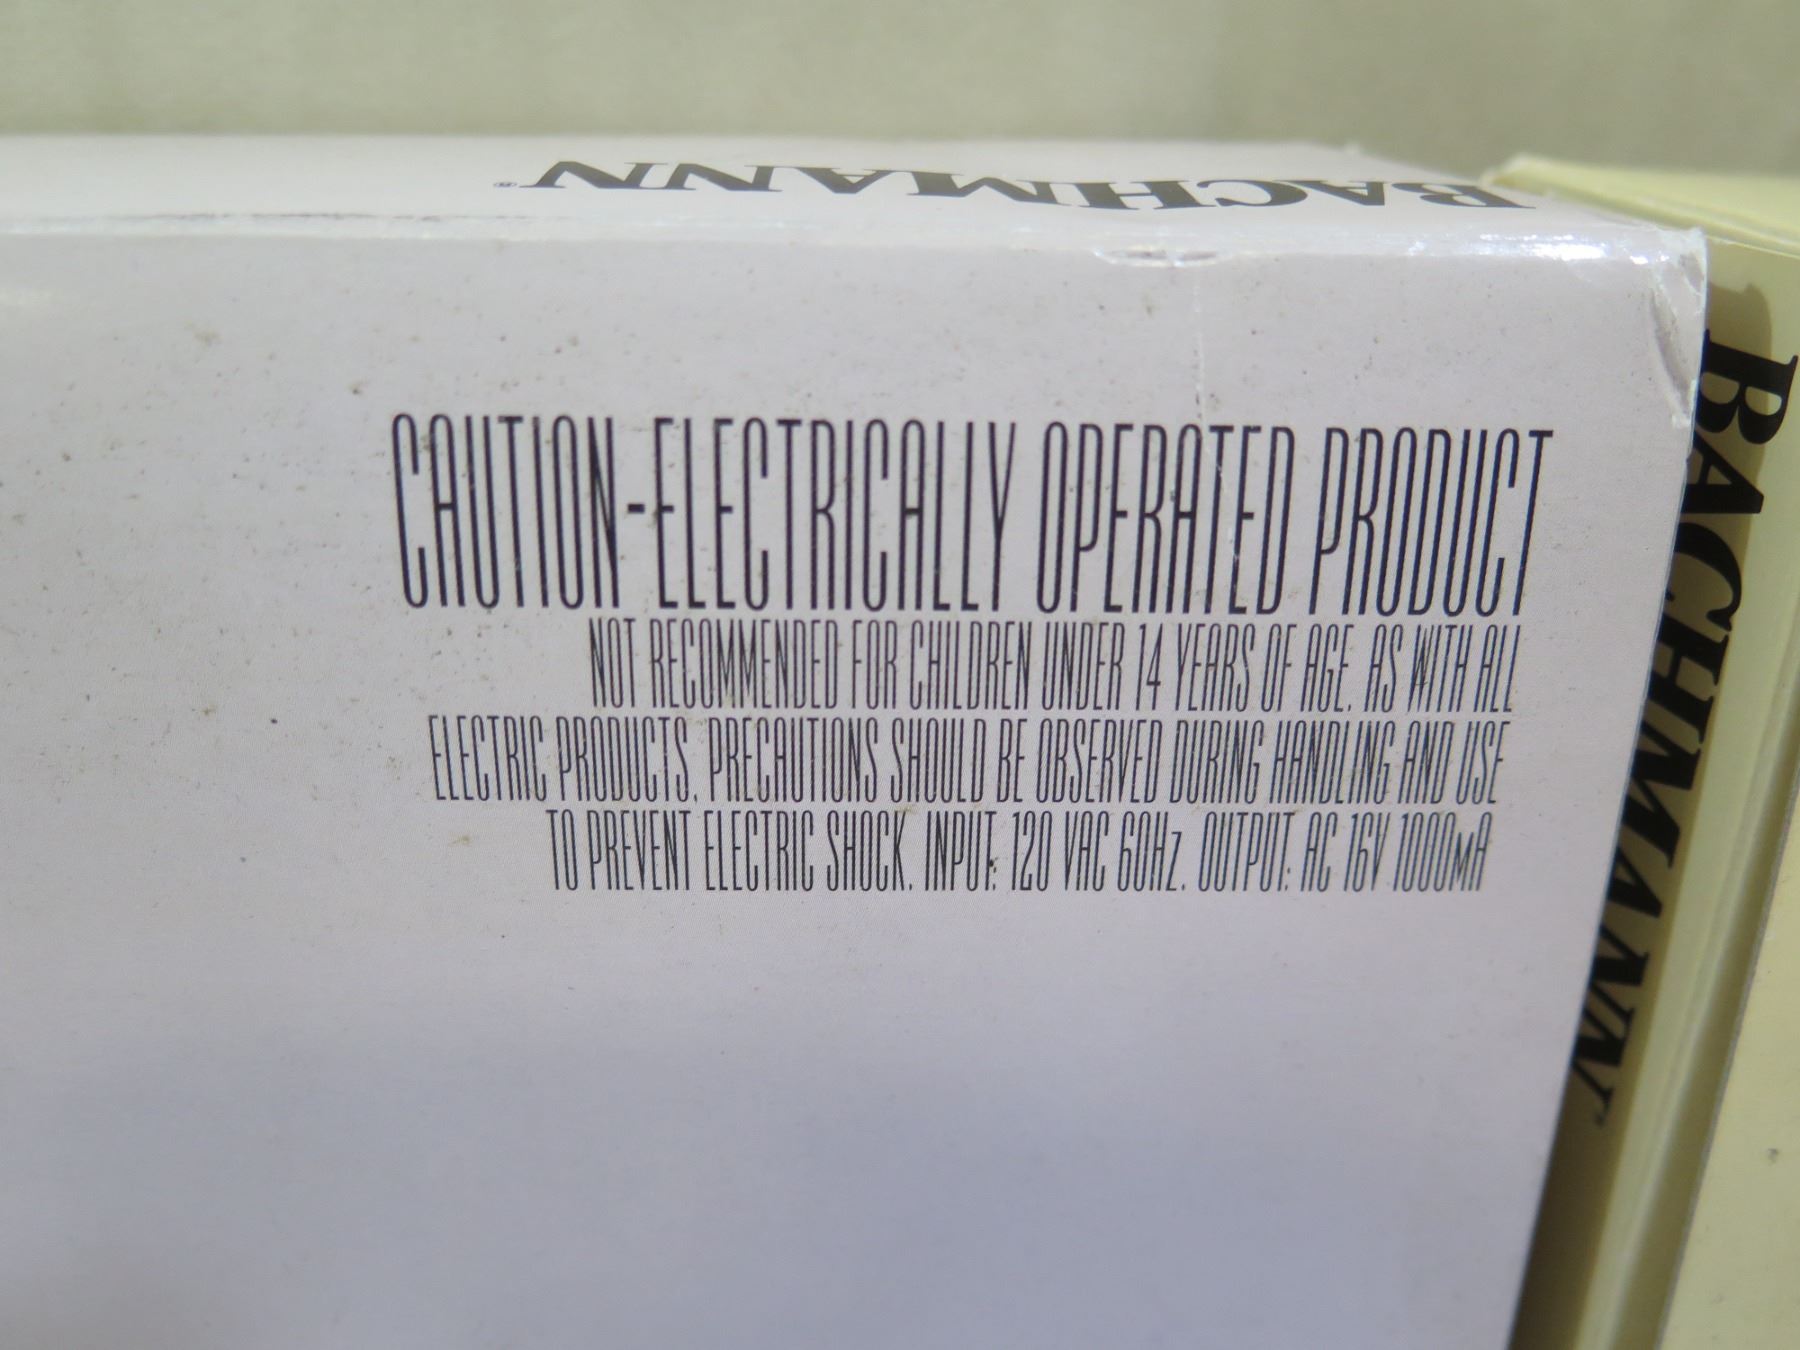 BACHMANN®
CAUTION-ELECTRICALLY OPERATED PRODUCT
NOT RECOMMENDED FOR CHILDREN UNDER 14 YEARS OF AGE. AS WITH ALL
ELECTRIC PRODUCTS, PRECAUTIONS SHOULD BE OBSERVED DURING HANDLING AND USE
TO PREVENT ELECTRIC SHOCK. INPUT: 120 VAC 60Hz. OUTPUT: AC 16V 1000MA
BACHMANN